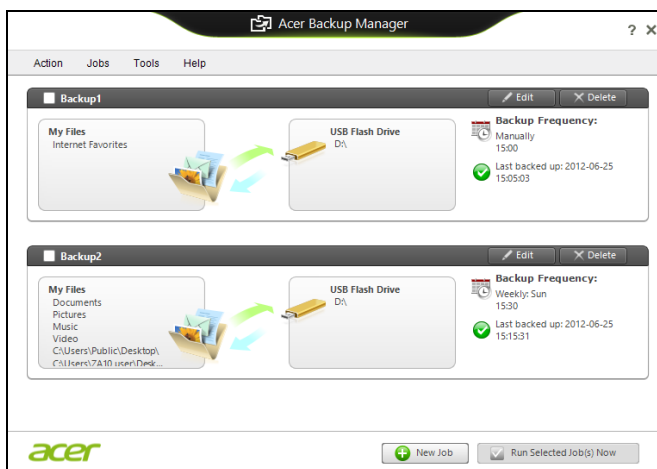 Acer Backup Manager
? X
Action Jobs Tools Help
Backup1
Edit
Delete
My Files
Internet Favorites
USB Flash Drive
D:\
Backup Frequency:
Manually
15:00
Last backed up: 2012-06-25
15:05:03
Backup2
Edit
Delete
My Files
Documents
Pictures
Music
Video
C:\Users\Public\Desktop\
C:\Users\ZA10 user\Desk...
USB Flash Drive
D:\
Backup Frequency:
Weekly: Sun
15:30
Last backed up: 2012-06-25
15:15:31
acer
New Job
Run Selected Job(s) Now